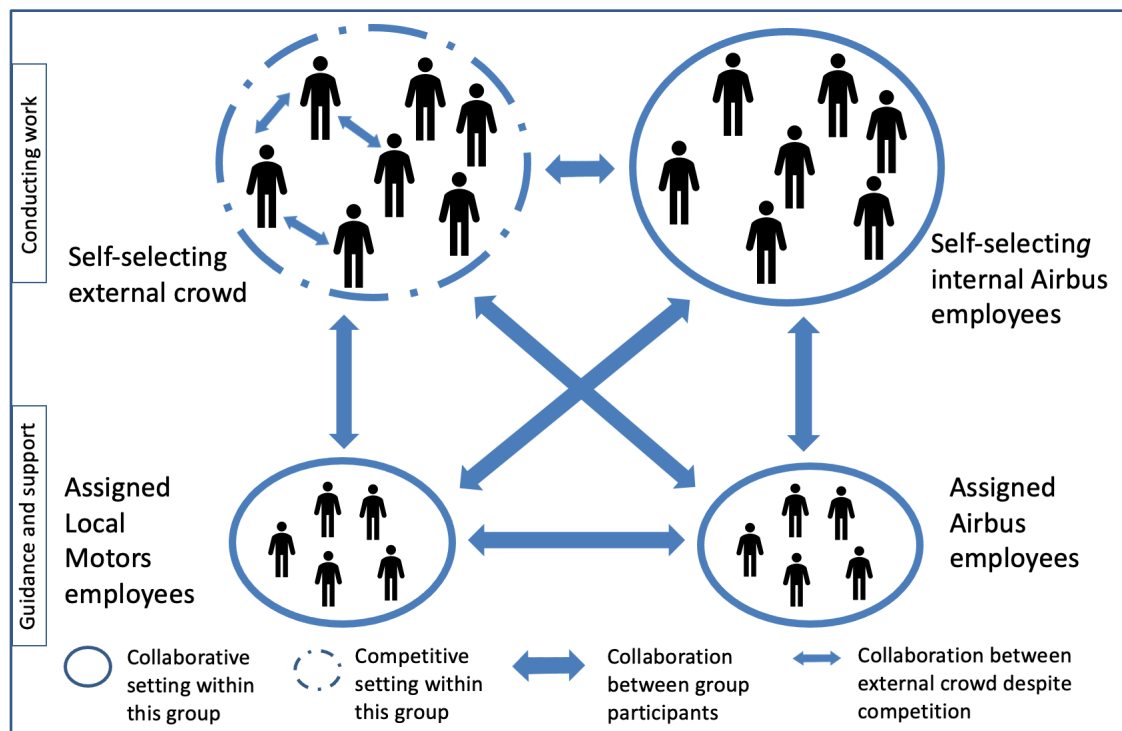 Conducting work
Self-selecting
external crowd
Self-selecting
internal Airbus
employees
Guidance and support
Assigned
Local
Motors
employees
Assigned
Airbus
employees
Collaborative
setting within
this group
Competitive
setting within
this group
Collaboration
between group
participants
Collaboration between
external crowd despite
competition